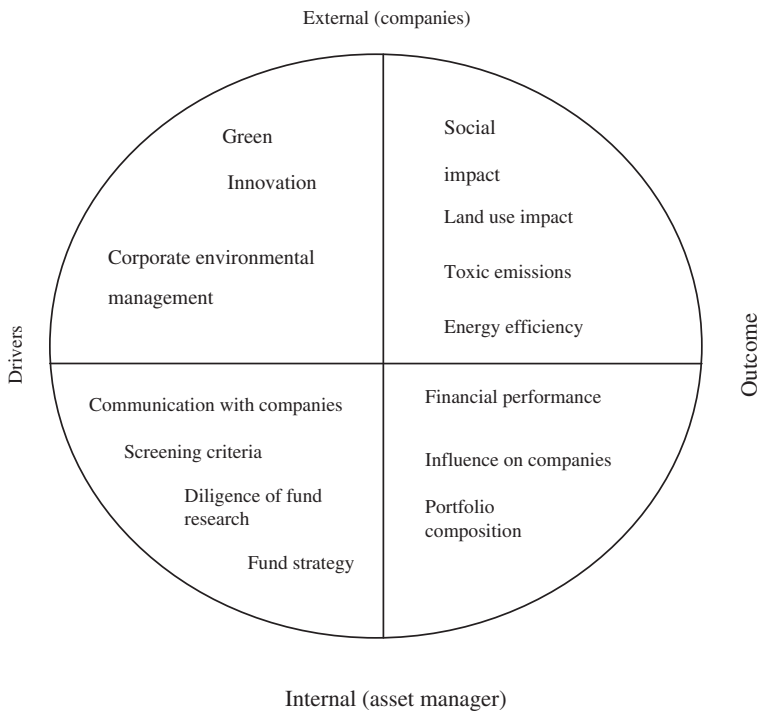 External (companies)
Green
Innovation
Corporate environmental
management
Social
impact
Land use impact
Toxic emissions
Energy efficiency
Drivers
Outcome
Communication with companies
Screening criteria
Diligence of fund
research
Fund strategy
Financial performance
Influence on companies
Portfolio
composition
Internal (asset manager)